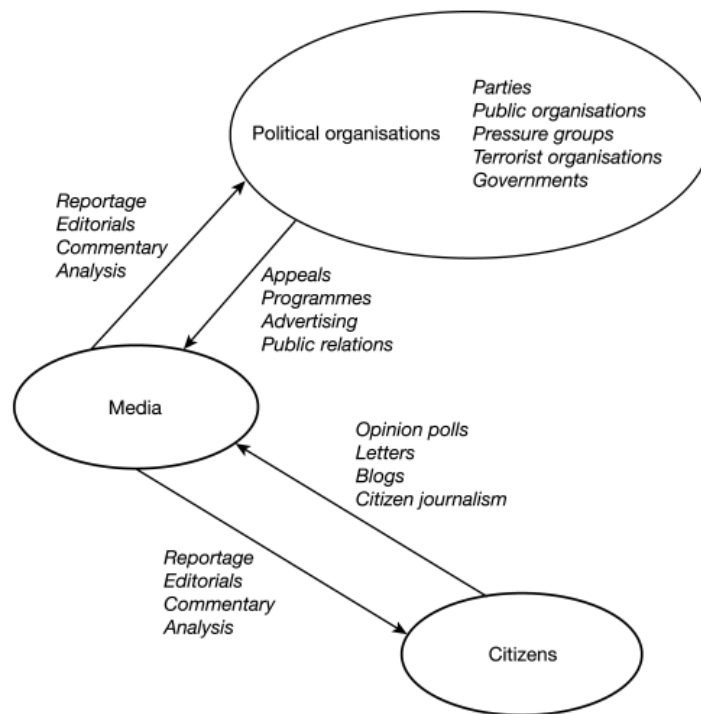 Political organisations
Parties
Public organisations
Pressure groups
Terrorist organisations
Governments
Reportage
Editorials
Commentary
Analysis
Appeals
Programmes
Advertising
Public relations
Media
Opinion polls
Letters
Blogs
Citizen journalism
Reportage
Editorials
Commentary
Analysis
Citizens